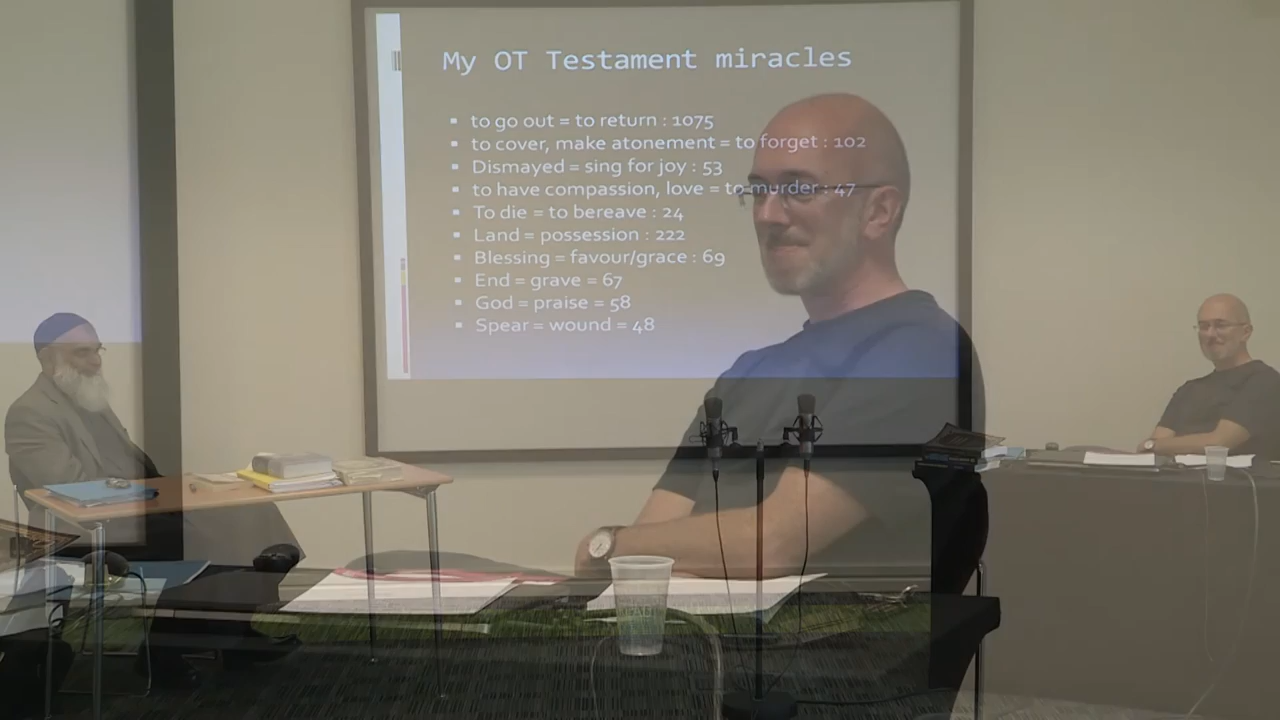 My OT Testament miracles
▪ to go out = to return : 1075
▪ to cover, make atonement = to forget : 102
▪ Dismayed = sing for joy : 53
▪ to have compassion, love = to murder : 47
▪ To die = to bereave : 24
▪ Land = possession : 222
▪ Blessing = favour/grace : 69
▪ End = grave = 67
▪ God = praise = 58
▪ Spear = wound = 48